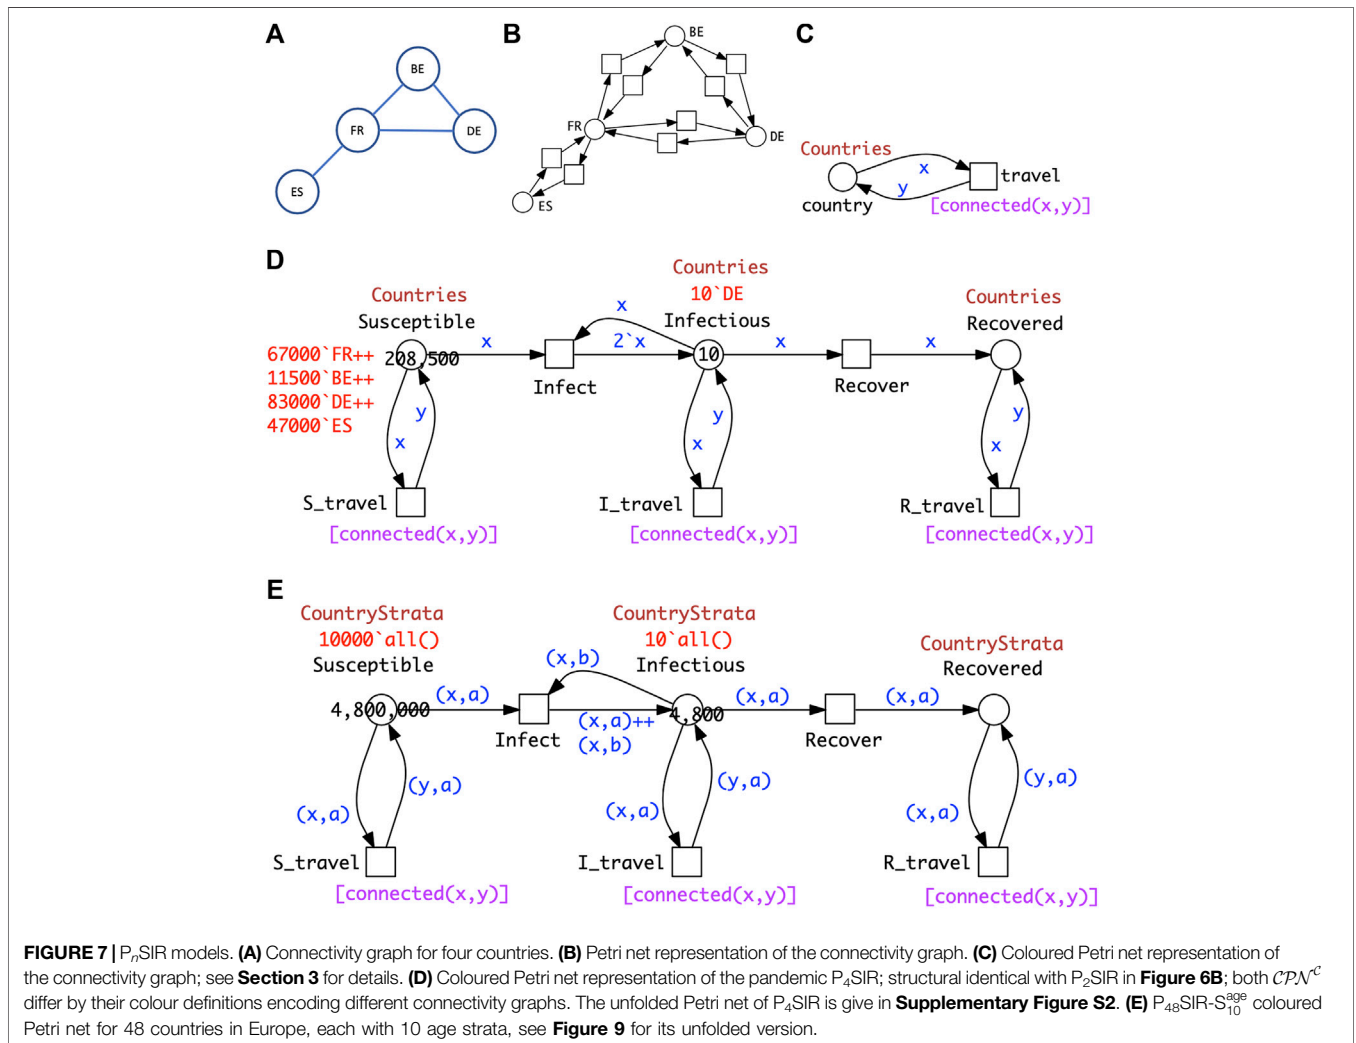 A
BE
FR
DE
ES
B
BE
FR
DE
ES
C
Countries
x
y
travel
country
[connected(x,y)]
D
Countries
Susceptible
67000`FR++
11500`BE++
83000`DE++
47000`ES
208,500
x
Infect
x
2`x
Countries
10`DE
Infectious
10
x
Recover
x
Countries
Recovered
y
x
S_travel
[connected(x,y)]
y
x
I_travel
[connected(x,y)]
y
x
R_travel
[connected(x,y)]
E
CountryStrata
10000`all()
Susceptible
4,800,000
(x,a)
Infect
(x,b)
(x,a)++
(x,b)
CountryStrata
10`all()
Infectious
4,800
(x,a)
Recover
(x,a)
CountryStrata
Recovered
(y,a)
(x,a)
S_travel
[connected(x,y)]
(y,a)
(x,a)
I_travel
[connected(x,y)]
(y,a)
(x,a)
R_travel
[connected(x,y)]
FIGURE 7 | PnSIR models. (A) Connectivity graph for four countries. (B) Petri net representation of the connectivity graph. (C) Coloured Petri net representation of
the connectivity graph; see Section 3 for details. (D) Coloured Petri net representation of the pandemic P4SIR; structural identical with P2SIR in Figure 6B; both CPN^C
differ by their colour definitions encoding different connectivity graphs. The unfolded Petri net of P4SIR is give in Supplementary Figure S2. (E) P48SIR-S10^age coloured
Petri net for 48 countries in Europe, each with 10 age strata, see Figure 9 for its unfolded version.